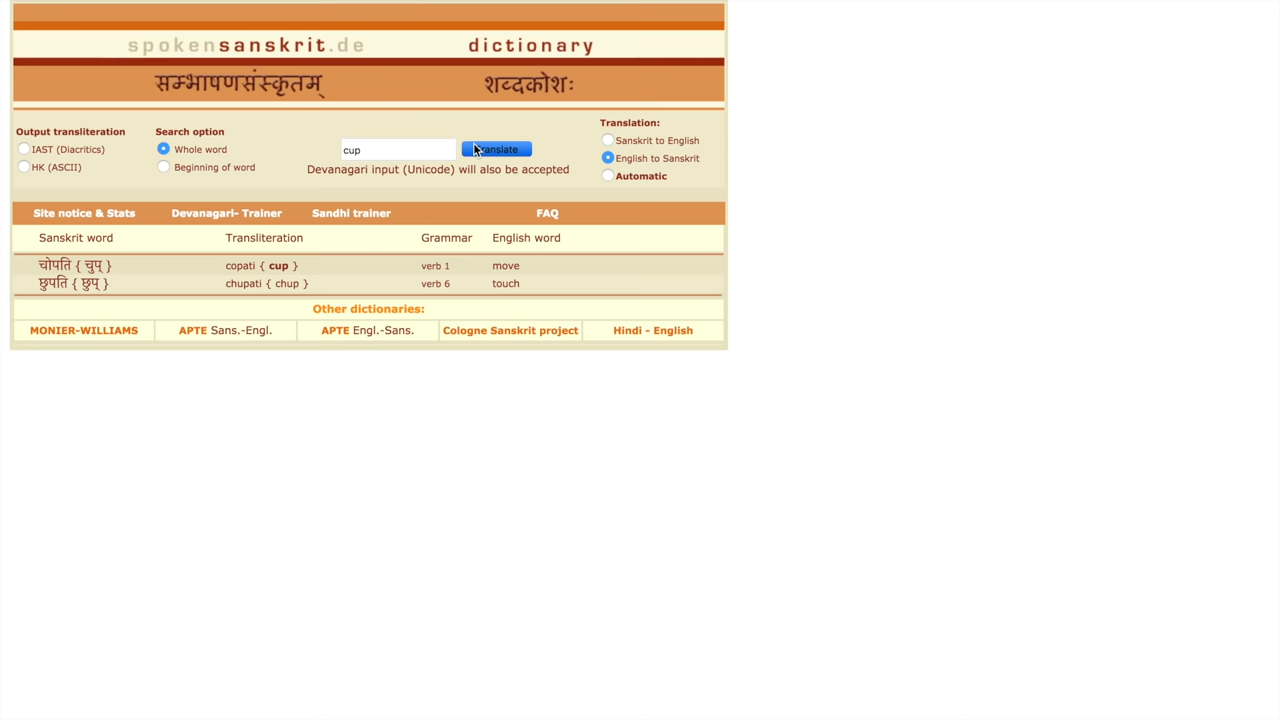 spokensanskrit.de dictionary
सम्भाषणसंस्कृतम् शब्दकोशः
Output transliteration Search option Translation:
IAST (Diacritics) Whole word cup Sanskrit to English
HK (ASCII) Beginning of word Devanagari input (Unicode) will also be accepted English to Sanskrit
Automatic
Site notice & Stats Devanagari- Trainer Sandhi trainer FAQ
Sanskrit word Transliteration Grammar English word
चोपति { चुप् } copati { cup } verb 1 move
छुपति { छुप् } chupati { chup } verb 6 touch
Other dictionaries:
MONIER-WILLIAMS APTE Sans.-Engl. APTE Engl.-Sans. Cologne Sanskrit project Hindi - English